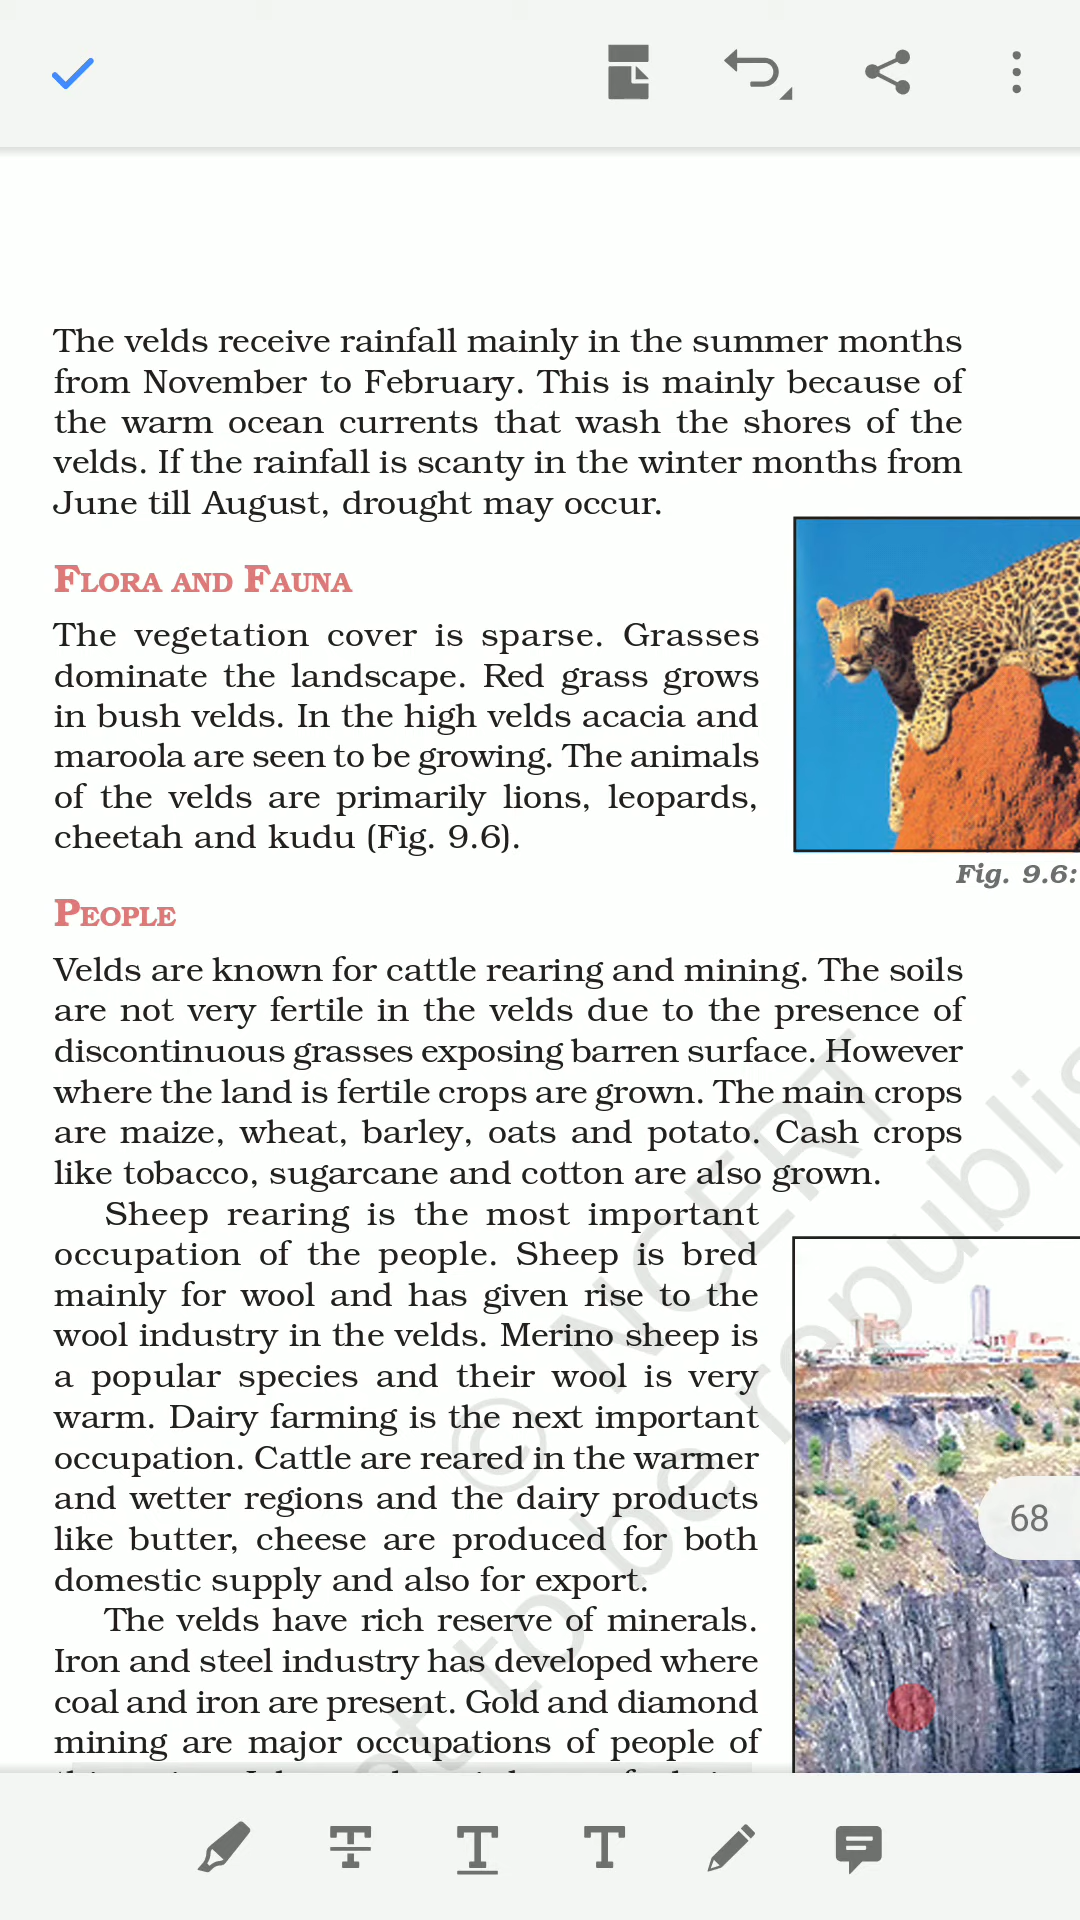 The velds receive rainfall mainly in the summer months
from November to February. This is mainly because of
the warm ocean currents that wash the shores of the
velds. If the rainfall is scanty in the winter months from
June till August, drought may occur.
FLORA AND FAUNA
The vegetation cover is sparse. Grasses
dominate the landscape. Red grass grows
in bush velds. In the high velds acacia and
maroola are seen to be growing. The animals
of the velds are primarily lions, leopards,
cheetah and kudu (Fig. 9.6).
Fig. 9.6:
PEOPLE
Velds are known for cattle rearing and mining. The soils
are not very fertile in the velds due to the presence of
discontinuous grasses exposing barren surface. However
where the land is fertile crops are grown. The main crops
are maize, wheat, barley, oats and potato. Cash crops
like tobacco, sugarcane and cotton are also grown.
Sheep rearing is the most important
occupation of the people. Sheep is bred
mainly for wool and has given rise to the
wool industry in the velds. Merino sheep is
a popular species and their wool is very
warm. Dairy farming is the next important
occupation. Cattle are reared in the warmer
and wetter regions and the dairy products
like butter, cheese are produced for both
domestic supply and also for export.
The velds have rich reserve of minerals.
Iron and steel industry has developed where
coal and iron are present. Gold and diamond
mining are major occupations of people of
68
© NCERT
to be republis